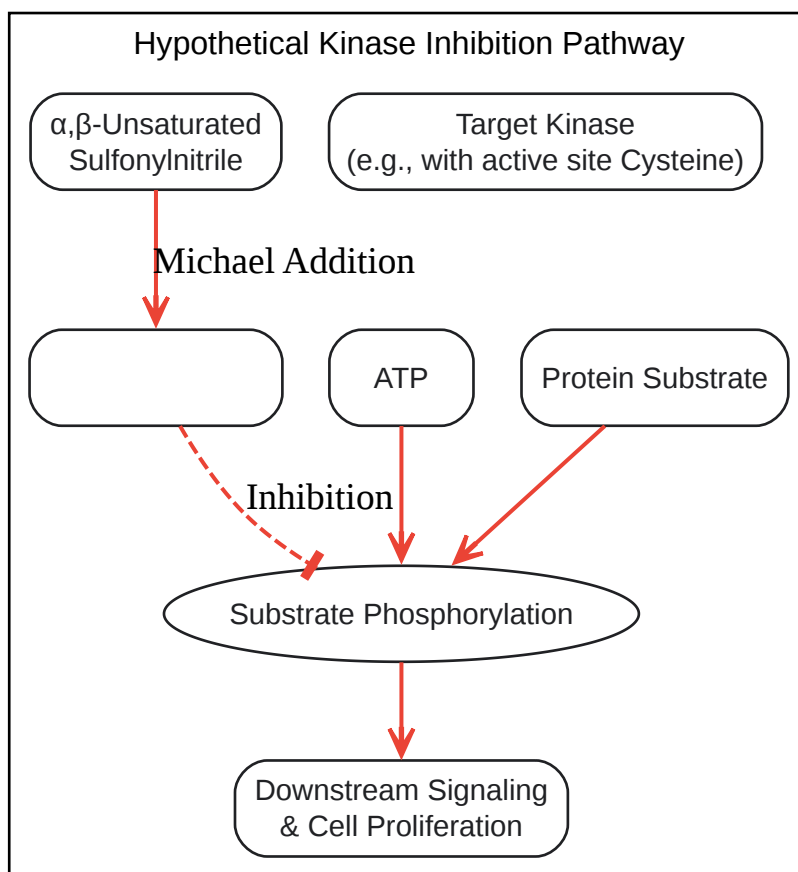 Hypothetical Kinase Inhibition Pathway
α,β-Unsaturated
Sulfonylnitrile
Target Kinase
(e.g., with active site Cysteine)
Michael Addition
ATP
Protein Substrate
Inhibition
Substrate Phosphorylation
Downstream Signaling
& Cell Proliferation